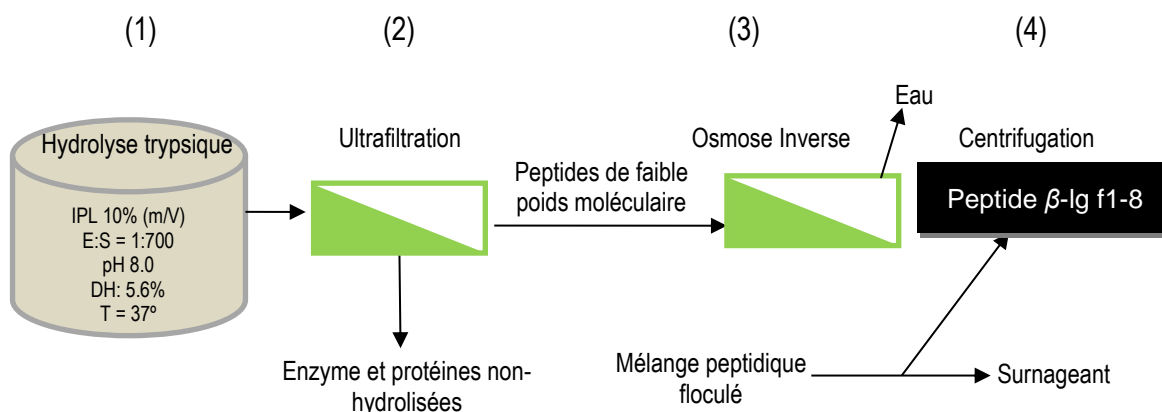 (1)
(2)
(3)
(4)
Hydrolyse trypsique
IPL 10% (m/V)
E:S = 1:700
pH 8.0
DH: 5.6%
T = 37º
Ultrafiltration
Enzyme et protéines non-
hydrolisées
Peptides de faible
poids moléculaire
Osmose Inverse
Eau
Centrifugation
Peptide β-lg f1-8
Mélange peptidique
floculé
Surnageant